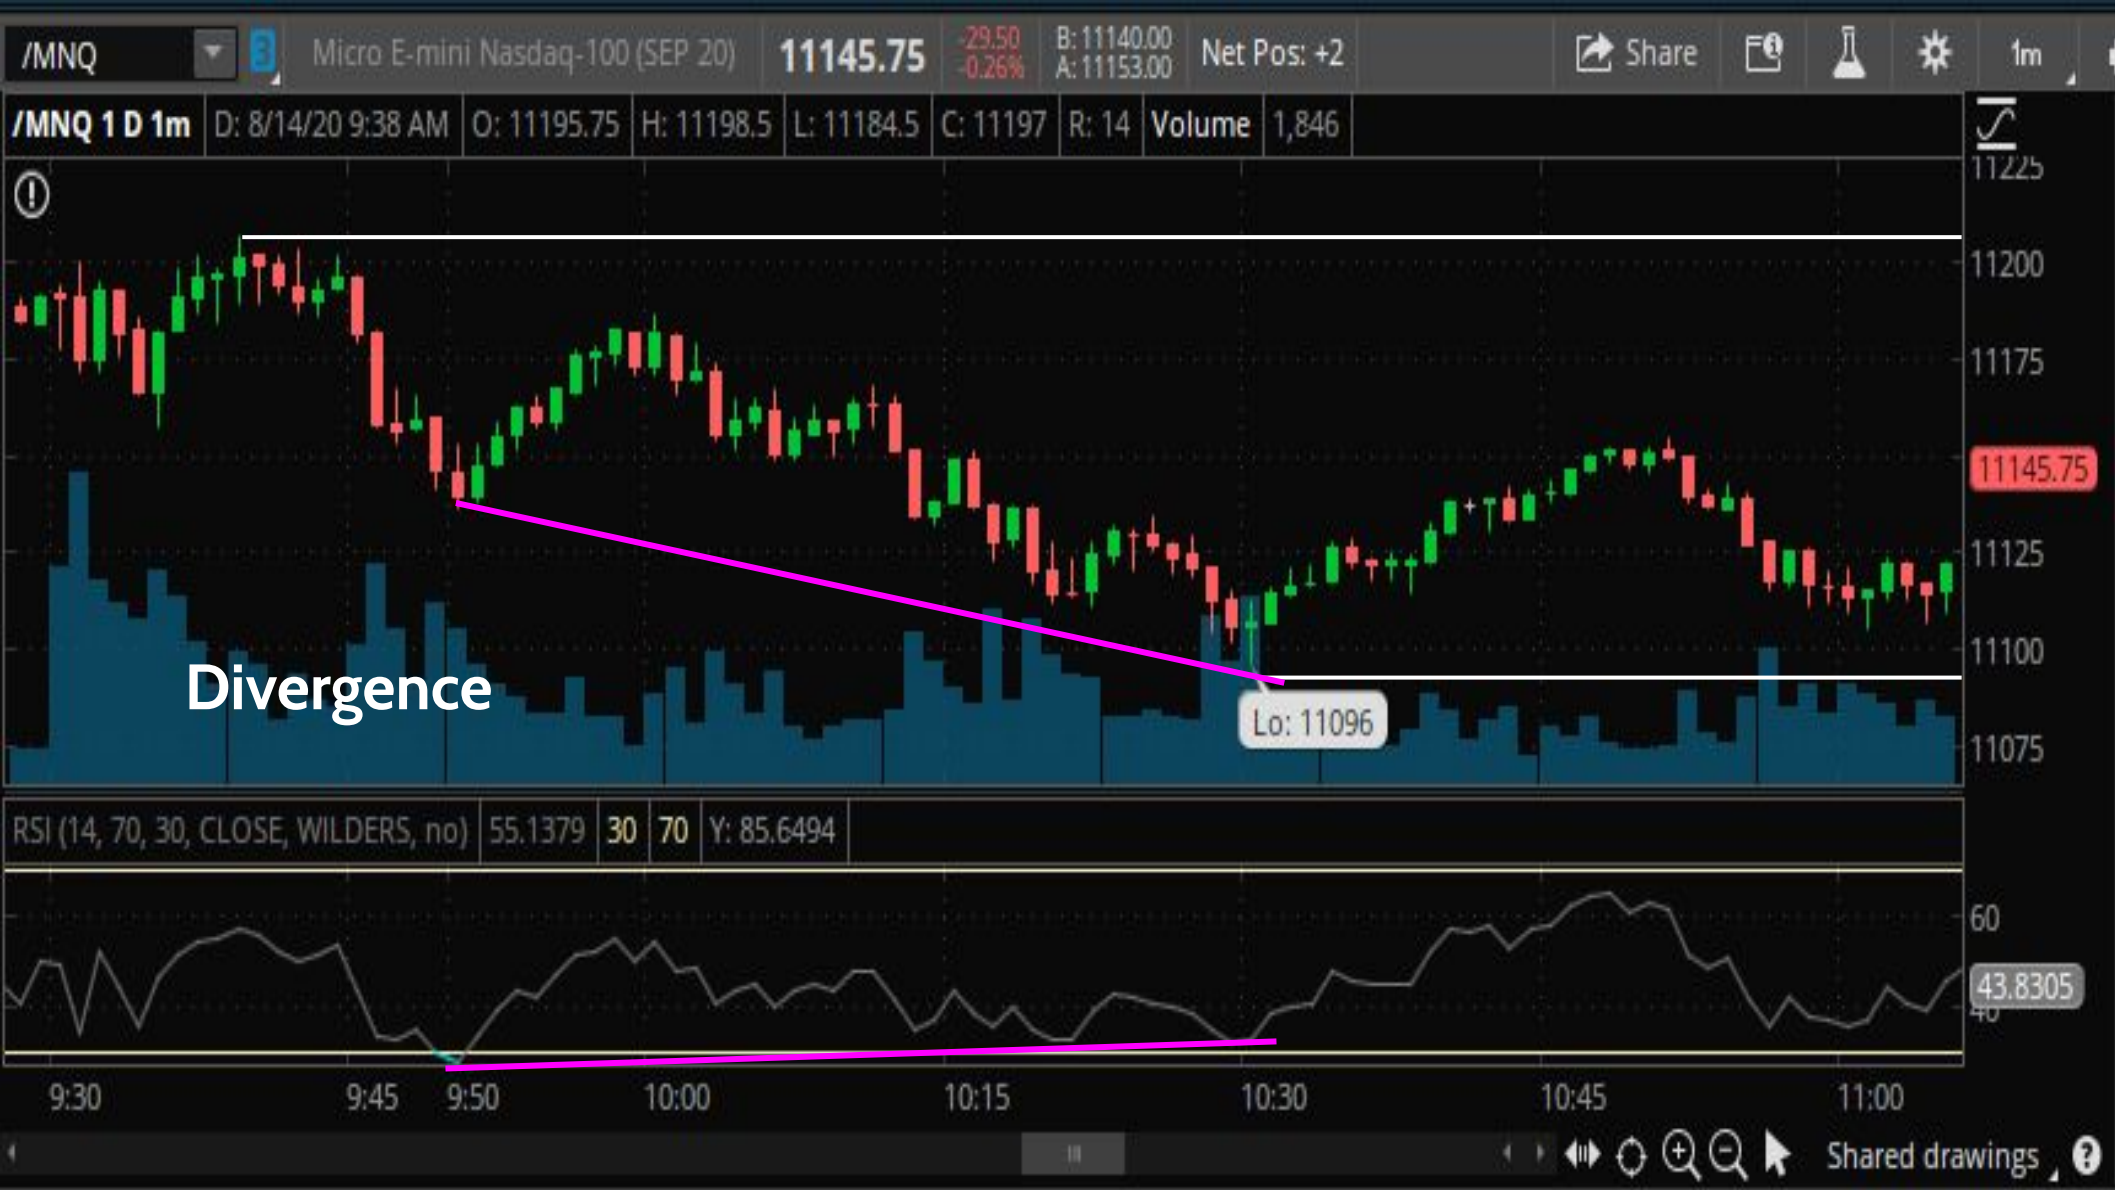 /MNQ 3 Micro E-mini Nasdaq-100 (SEP 20) 11145.75 -29.50 -0.26% B: 11140.00 A: 11153.00 Net Pos: +2 Share 1m
/MNQ 1 D 1m D: 8/14/20 9:38 AM O: 11195.75 H: 11198.5 L: 11184.5 C: 11197 R: 14 Volume 1,846
11225
11200
11175
11145.75
11125
11100
Divergence
Lo: 11096
11075
RSI (14, 70, 30, CLOSE, WILDERS, no) 55.1379 30 70 Y: 85.6494
60
43.8305
40
9:30 9:45 9:50 10:00 10:15 10:30 10:45 11:00
Shared drawings ?